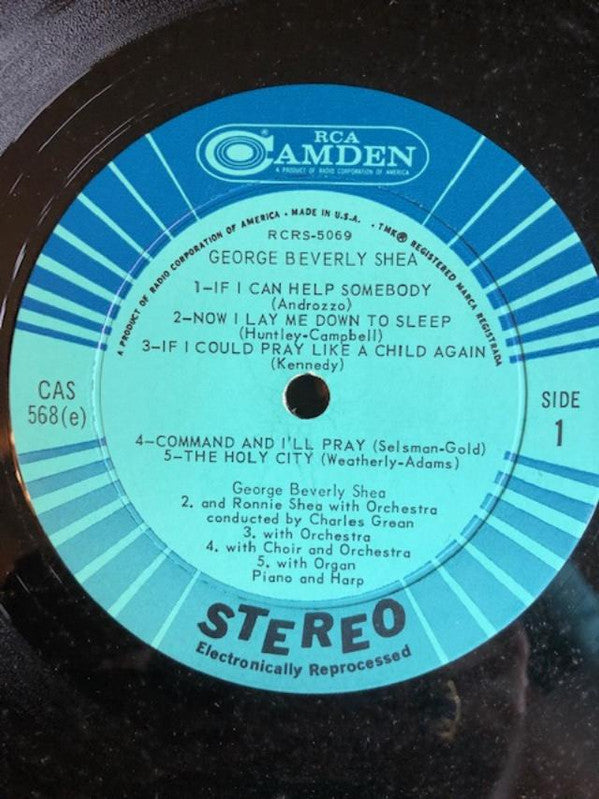 RCA
CAMDEN
A PRODUCT OF RADIO CORPORATION OF AMERICA
A PRODUCT OF RADIO CORPORATION OF AMERICA • MADE IN U.S.A. • TMK® REGISTERED MARCA REGISTRADA
RCRS-5069
GEORGE BEVERLY SHEA
1—IF I CAN HELP SOMEBODY
(Androzzo)
2—NOW I LAY ME DOWN TO SLEEP
(Huntley-Campbell)
3—IF I COULD PRAY LIKE A CHILD AGAIN
(Kennedy)
CAS
568(e)
SIDE
1
4—COMMAND AND I'LL PRAY (Selsman-Gold)
5—THE HOLY CITY (Weatherly-Adams)
George Beverly Shea
2. and Ronnie Shea with Orchestra
conducted by Charles Grean
3. with Orchestra
4. with Choir and Orchestra
5. with Organ
Piano and Harp
STEREO
Electronically Reprocessed